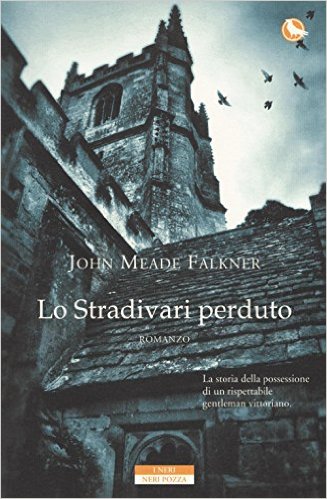 JOHN MEADE FALKNER
Lo Stradivari perduto
ROMANZO
La storia della possessione
di un rispettabile
gentleman vittoriano.
I NERI
NERI POZZA